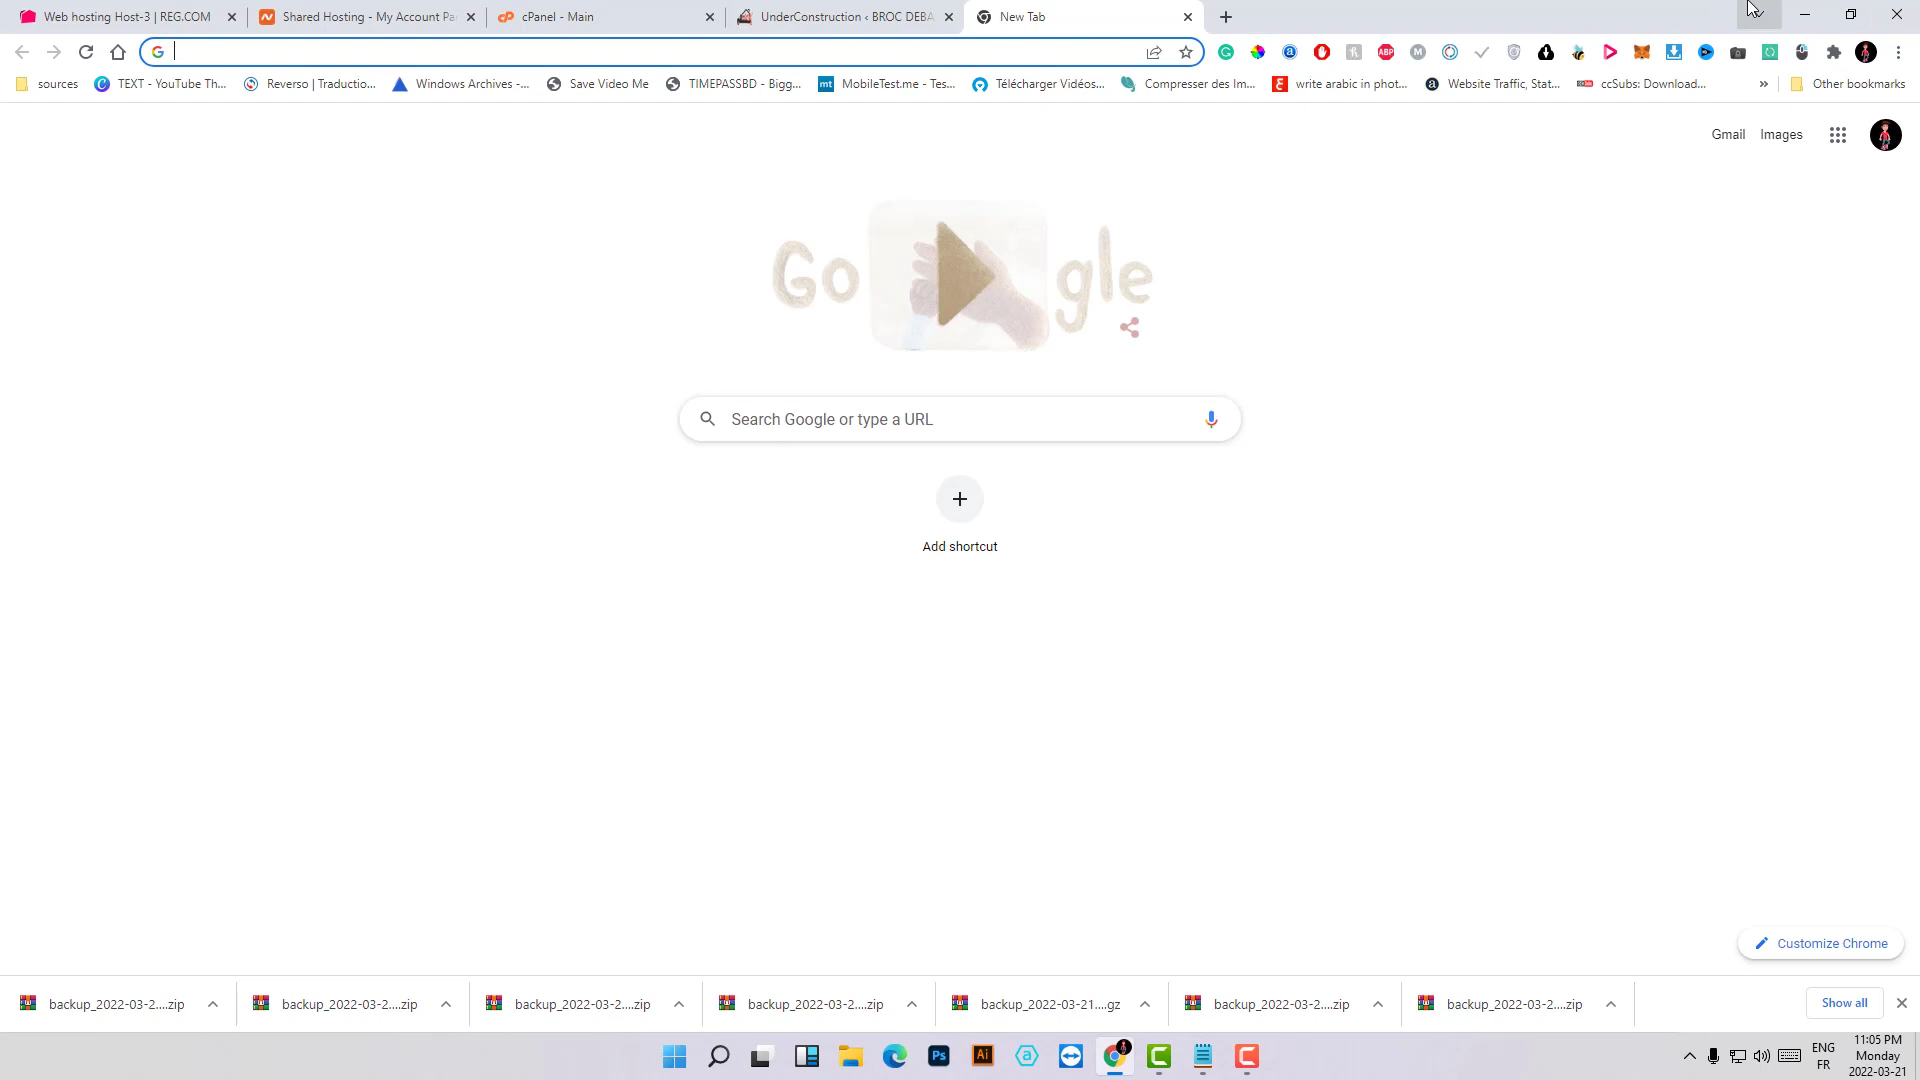 Web hosting Host-3 | REG.COM
Shared Hosting - My Account Pa
cPanel - Main
UnderConstruction ‹ BROC DEBA
New Tab
sources
TEXT - YouTube Th...
Reverso | Traductio...
Windows Archives -...
Save Video Me
TIMEPASSBD - Bigg...
mt
MobileTest.me - Tes...
Télécharger Vidéos...
Compresser des Im...
write arabic in phot...
Website Traffic, Stat...
ccSubs: Download...
»
Other bookmarks
Gmail
Images
Go gle
Search Google or type a URL
Add shortcut
Customize Chrome
backup_2022-03-2....zip
backup_2022-03-2....zip
backup_2022-03-2....zip
backup_2022-03-2....zip
backup_2022-03-21....gz
backup_2022-03-2....zip
backup_2022-03-2....zip
Show all
Ps
Ai
ENG
FR
11:05 PM
Monday
2022-03-21